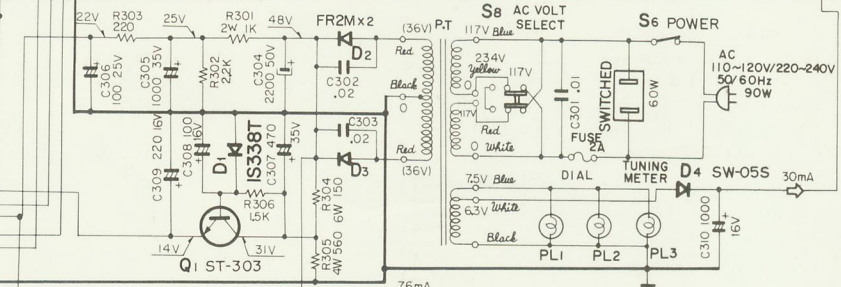 22V
R303
220
25V
R301
2W 1K
48V
FR2M×2
(36V)
P.T
S8 AC VOLT
SELECT
S6 POWER
117V Blue
C306
100 25V
C305
1000 35V
R302
2.2K
C304
2200 50V
D2
C302
.02
Red
234V
Yellow
117V
0
Black
0
117V
Red
0 White
C301 .01
SWITCHED
60W
AC
110~120V/220~240V
50/60Hz
90W
FUSE
2A
C309 220 16V
C308 100
16V
D1
IS338T
C307 470
35V
C303
.02
D3
Red
(36V)
R304
6W 150
R306
1.5K
14V
31V
Q1 ST-303
R305
4W 560
7.5V Blue
6.3V White
Black
DIAL
TUNING
METER
D4 SW-05S
30mA
PL1
PL2
PL3
C310 1000
16V
76mA